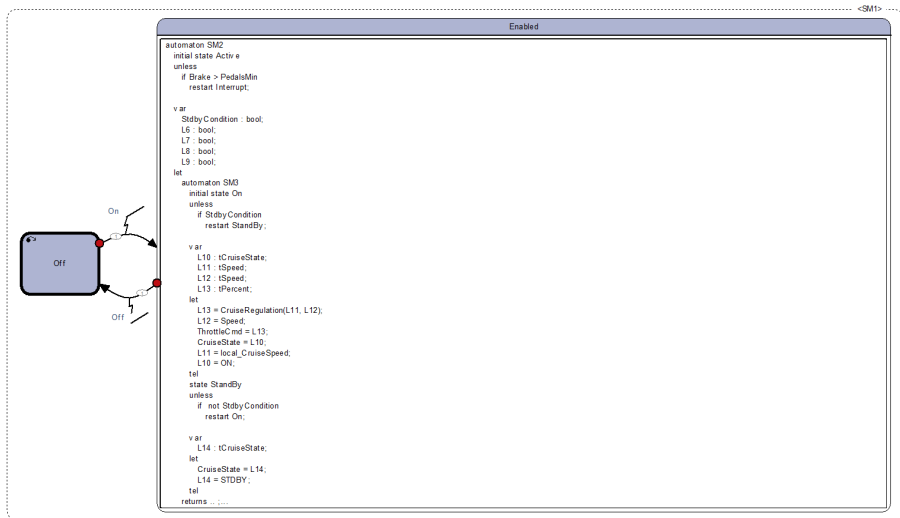 <SM1>
Enabled
automaton SM2
initial state Active
unless
if Brake > PedalsMin
restart Interrupt;
var
StdbyCondition : bool;
L6 : bool;
L7 : bool;
L8 : bool;
L9 : bool;
let
automaton SM3
initial state On
unless
if StdbyCondition
restart StandBy;
var
L10 : tCruiseState;
L11 : tSpeed;
L12 : tSpeed;
L13 : tPercent;
let
L13 = CruiseRegulation(L11, L12);
L12 = Speed;
ThrottleCmd = L13;
CruiseState = L10;
L11 = local_CruiseSpeed;
L10 = ON;
tel
state StandBy
unless
if not StdbyCondition
restart On;
var
L14 : tCruiseState;
let
CruiseState = L14;
L14 = STDBY;
tel
returns .. ;...
On
1
Off
1
Off